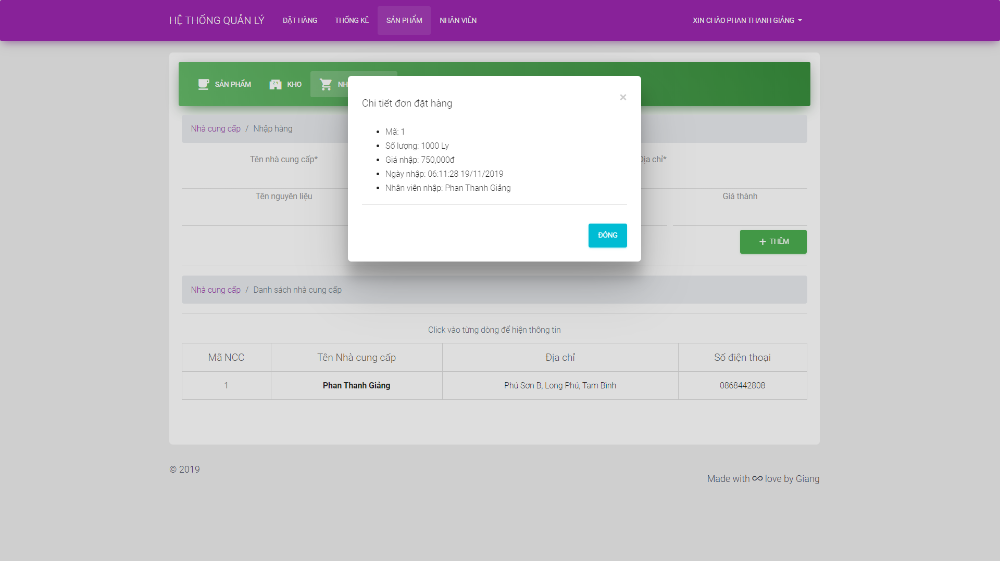 HỆ THỐNG QUẢN LÝ ĐẶT HÀNG THỐNG KÊ SẢN PHẨM NHÂN VIÊN XIN CHÀO PHAN THANH GIẢNG
SẢN PHẨM KHO NH
Chi tiết đơn đặt hàng ×
Mã: 1
Số lượng: 1000 Ly
Giá nhập: 750,000đ
Ngày nhập: 06:11:28 19/11/2019
Nhân viên nhập: Phan Thanh Giảng
ĐÓNG
Nhà cung cấp / Nhập hàng
Tên nhà cung cấp* Địa chỉ*
Tên nguyên liệu Giá thành
+ THÊM
Nhà cung cấp / Danh sách nhà cung cấp
Click vào từng dòng để hiện thông tin
Mã NCC Tên Nhà cung cấp Địa chỉ Số điện thoại
1 Phan Thanh Giảng Phú Sơn B, Long Phú, Tam Bình 0868442808
© 2019
Made with love by Giang